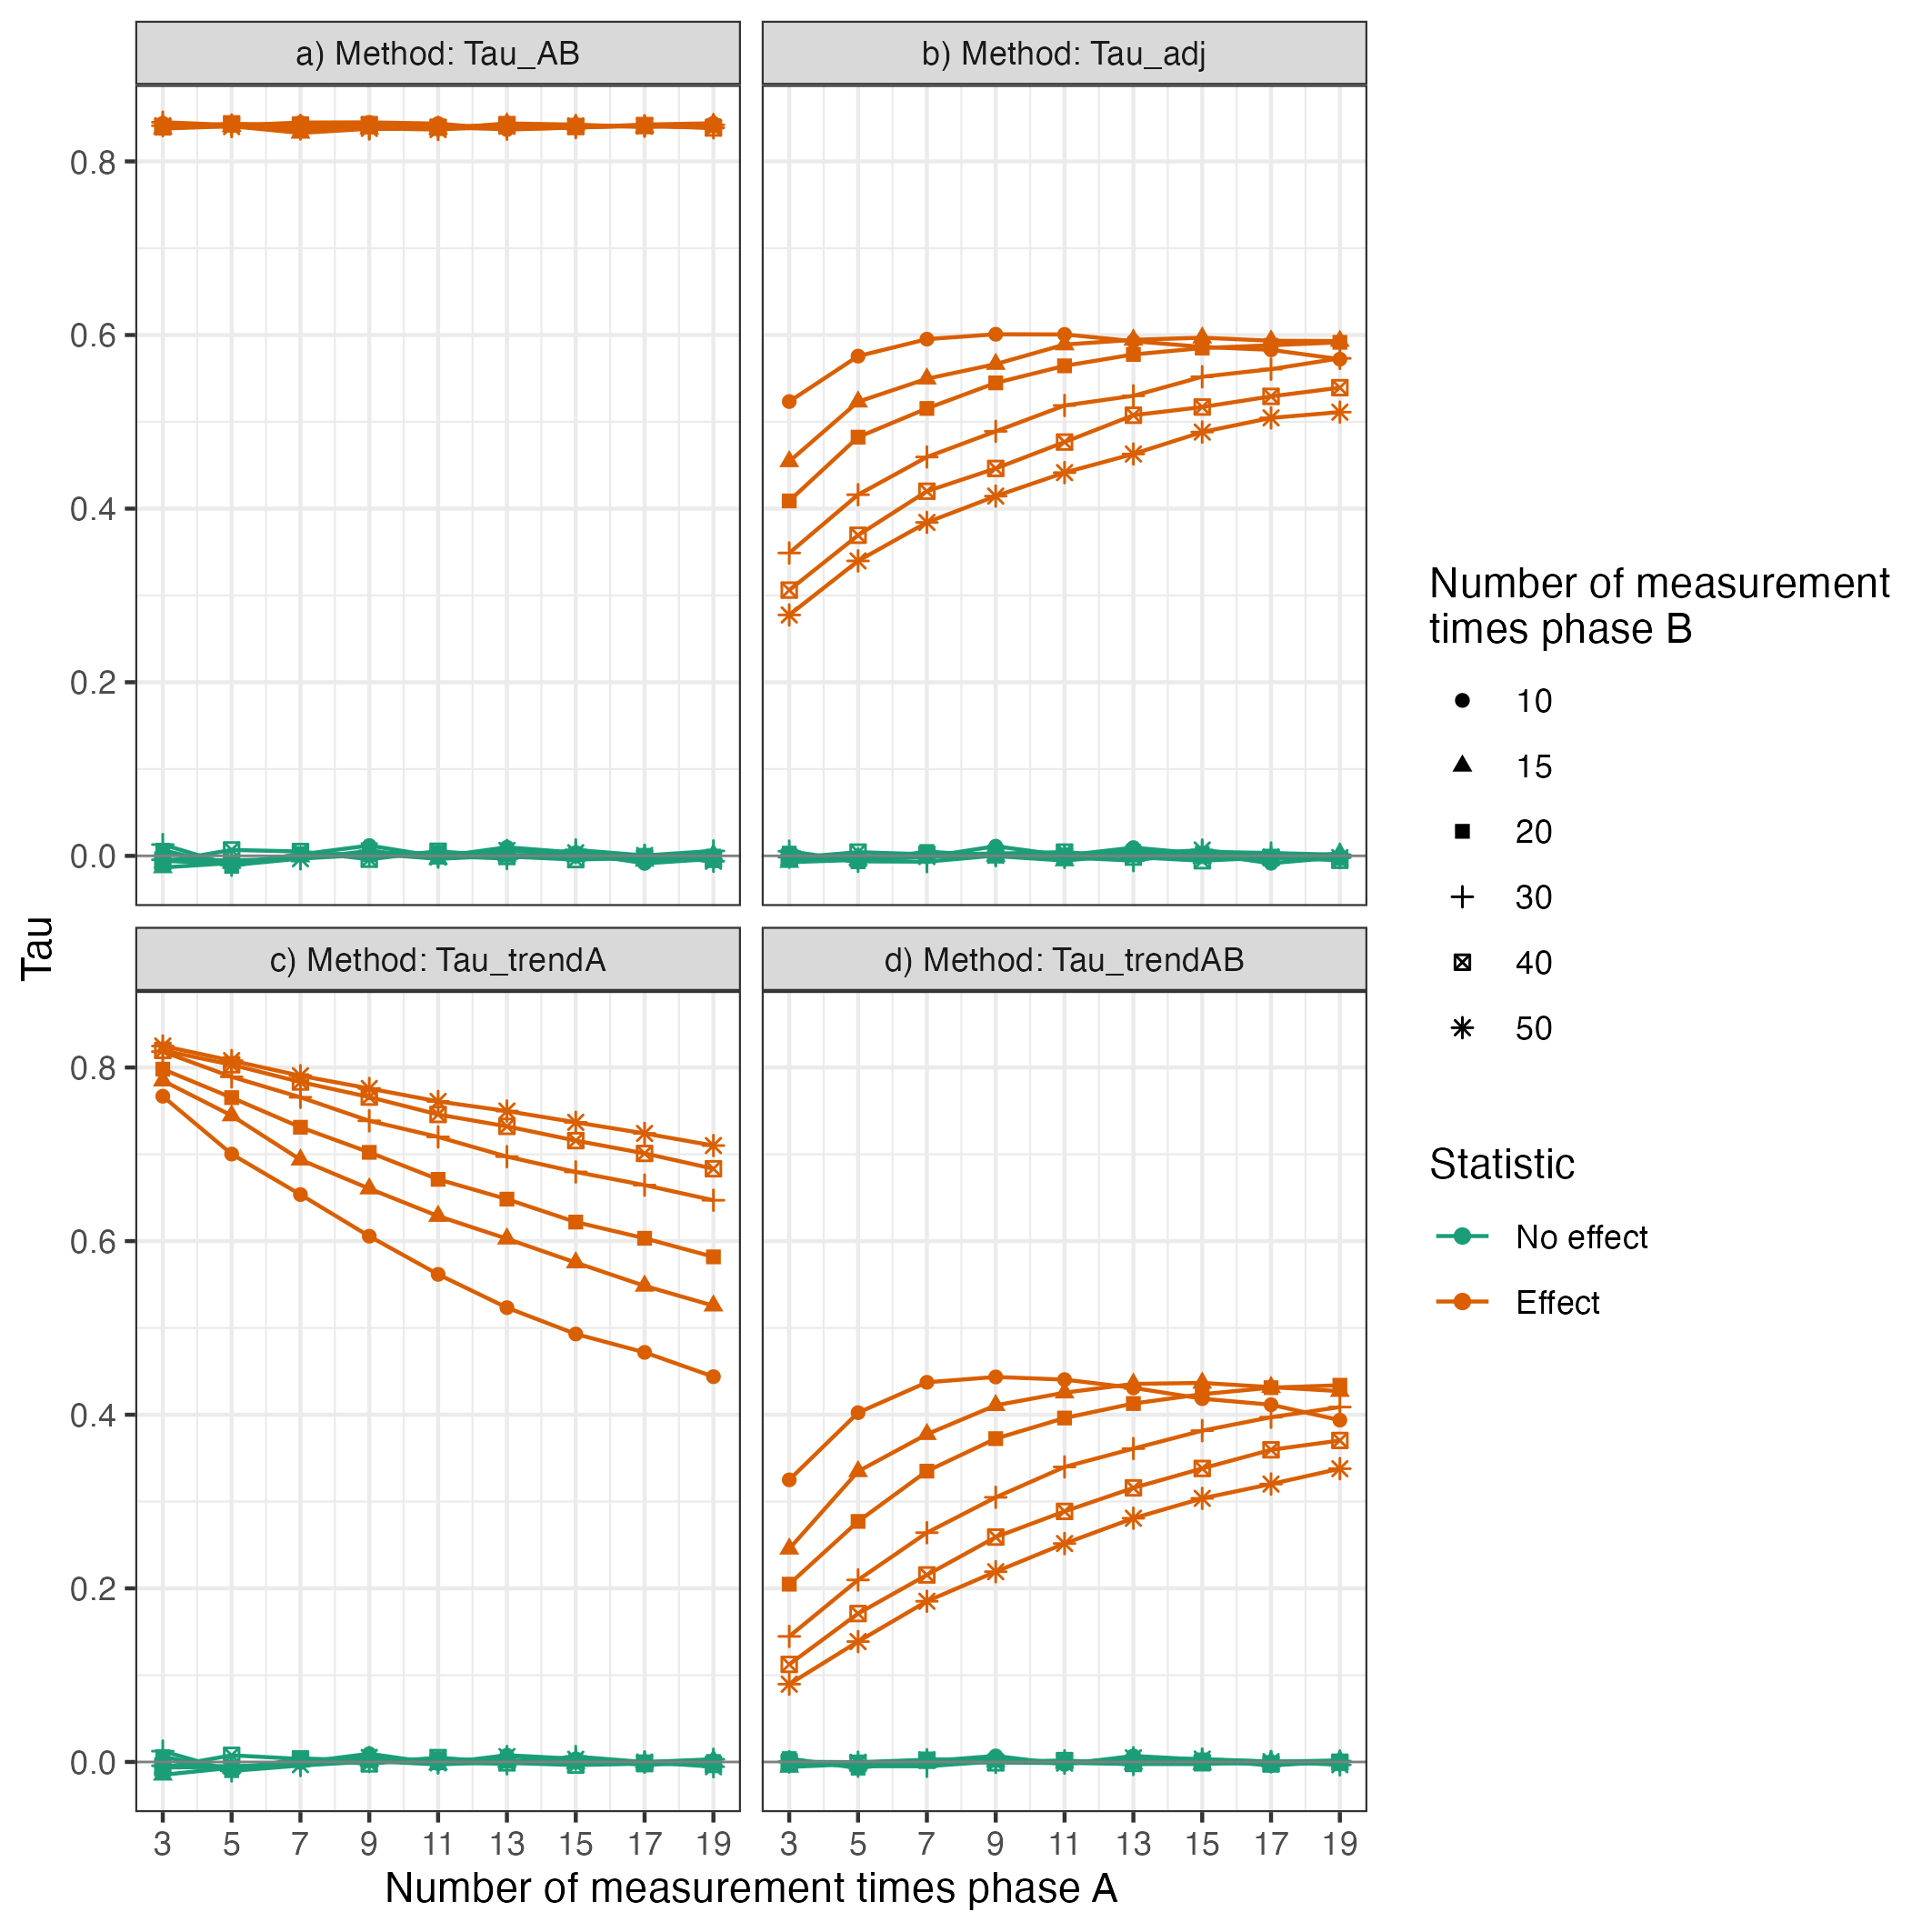 a) Method: Tau_AB
b) Method: Tau_adj
0.8
0.6
0.4
0.2
0.0
c) Method: Tau_trendA
d) Method: Tau_trendAB
0.8
0.6
0.4
0.2
0.0
3 5 7 9 11 13 15 17 19
3 5 7 9 11 13 15 17 19
Number of measurement times phase A
Tau
Number of measurement
times phase B
10
15
20
30
40
50
Statistic
No effect
Effect